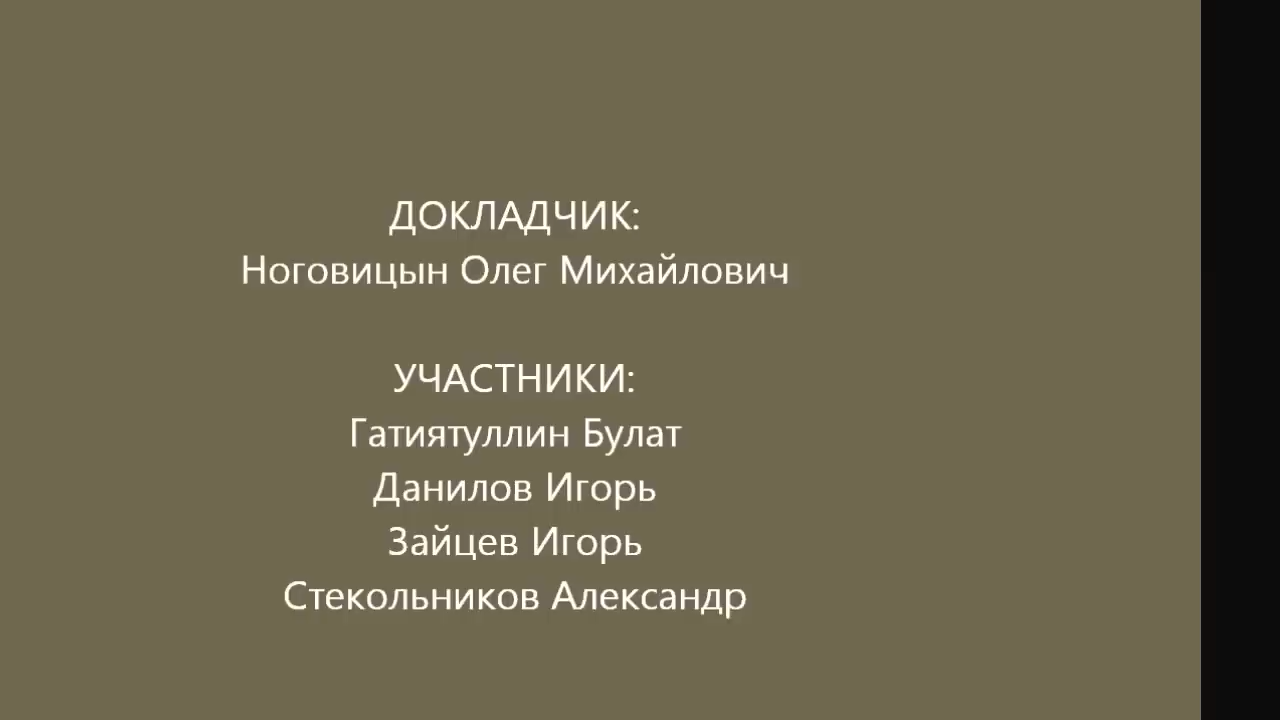 ДОКЛАДЧИК:
Ноговицын Олег Михайлович
УЧАСТНИКИ:
Гатиятуллин Булат
Данилов Игорь
Зайцев Игорь
Стекольников Александр